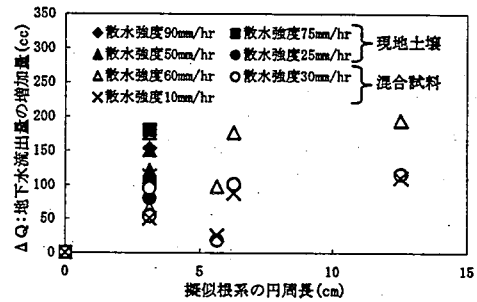 ΔQ:地下水流出量の増加量(cc)
350
300
250
200
150
100
50
0
◆散水強度90mm/hr ■散水強度75mm/hr
▲散水強度50mm/hr ●散水強度25mm/hr
現地土壌
△散水強度60mm/hr ○散水強度30mm/hr
×散水強度10mm/hr
混合試料
0 5 10 15
擬似根系の円周長(cm)